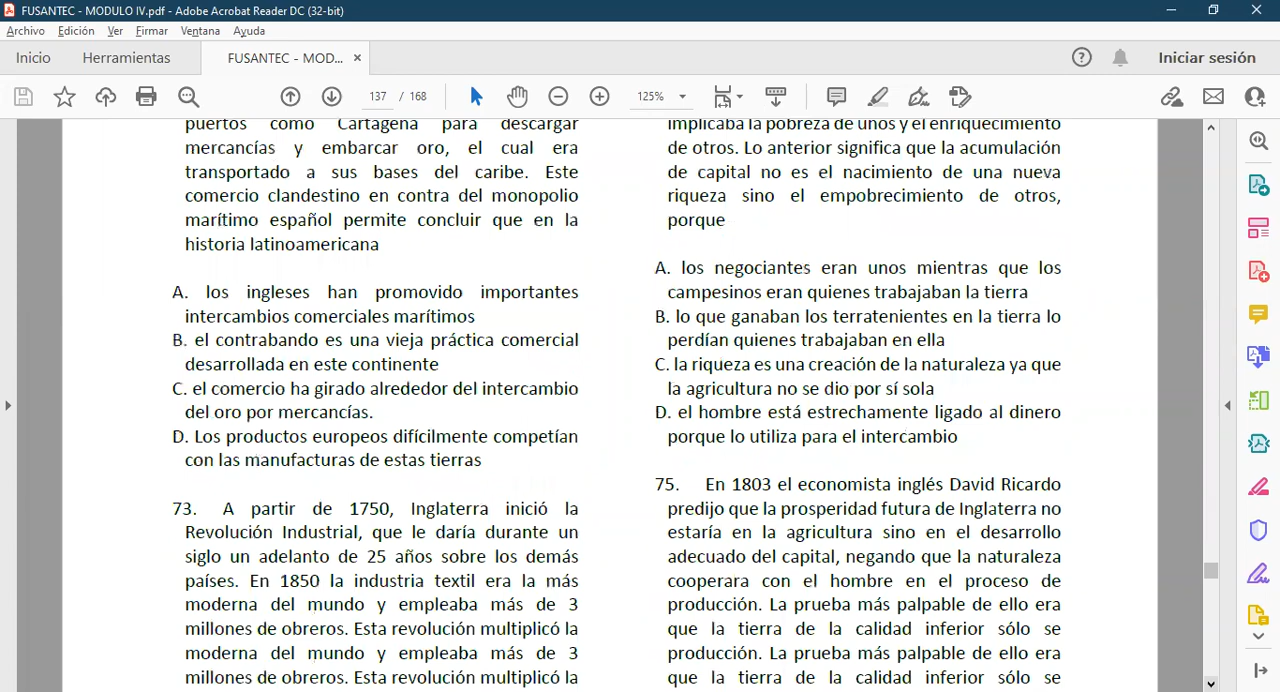 FUSANTEC - MODULO IV.pdf - Adobe Acrobat Reader DC (32-bit)
Archivo Edición Ver Firmar Ventana Ayuda
Inicio Herramientas FUSANTEC - MOD... × Iniciar sesión
137 / 168 125%
puertos como Cartagena para descargar
mercancías y embarcar oro, el cual era
transportado a sus bases del caribe. Este
comercio clandestino en contra del monopolio
marítimo español permite concluir que en la
historia latinoamericana
A. los ingleses han promovido importantes
intercambios comerciales marítimos
B. el contrabando es una vieja práctica comercial
desarrollada en este continente
C. el comercio ha girado alrededor del intercambio
del oro por mercancías.
D. Los productos europeos difícilmente competían
con las manufacturas de estas tierras
73. A partir de 1750, Inglaterra inició la
Revolución Industrial, que le daría durante un
siglo un adelanto de 25 años sobre los demás
países. En 1850 la industria textil era la más
moderna del mundo y empleaba más de 3
millones de obreros. Esta revolución multiplicó la
moderna del mundo y empleaba más de 3
millones de obreros. Esta revolución multiplicó la
implicaba la pobreza de unos y el enriquecimiento
de otros. Lo anterior significa que la acumulación
de capital no es el nacimiento de una nueva
riqueza sino el empobrecimiento de otros,
porque
A. los negociantes eran unos mientras que los
campesinos eran quienes trabajaban la tierra
B. lo que ganaban los terratenientes en la tierra lo
perdían quienes trabajaban en ella
C. la riqueza es una creación de la naturaleza ya que
la agricultura no se dio por sí sola
D. el hombre está estrechamente ligado al dinero
porque lo utiliza para el intercambio
75. En 1803 el economista inglés David Ricardo
predijo que la prosperidad futura de Inglaterra no
estaría en la agricultura sino en el desarrollo
adecuado del capital, negando que la naturaleza
cooperara con el hombre en el proceso de
producción. La prueba más palpable de ello era
que la tierra de la calidad inferior sólo se
producción. La prueba más palpable de ello era
que la tierra de la calidad inferior sólo se